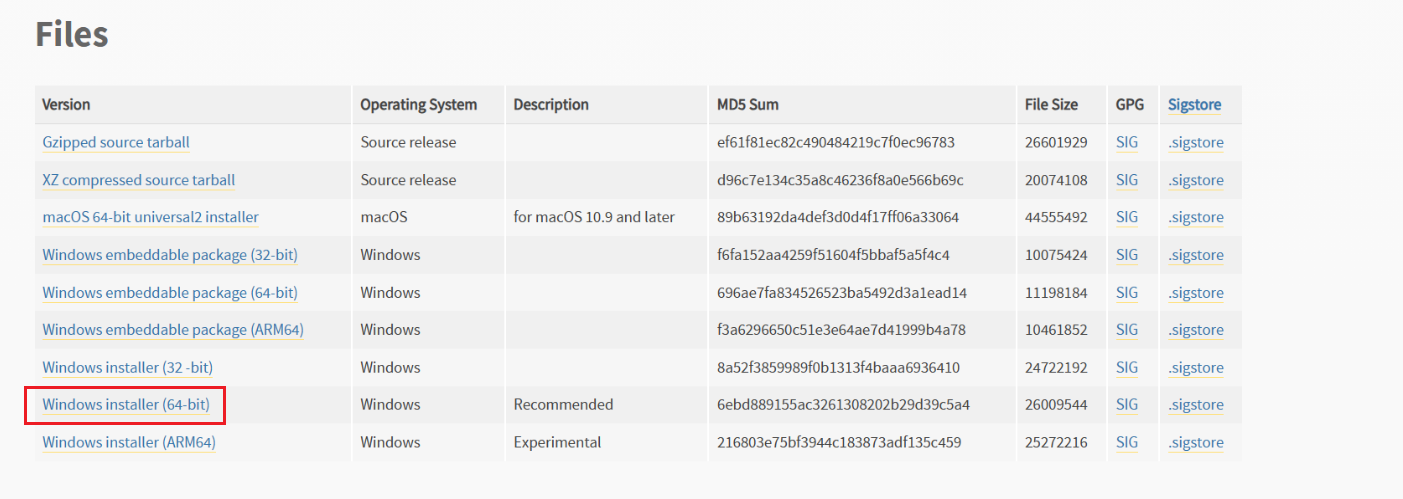 Files
Version Operating System Description MD5 Sum File Size GPG Sigstore
Gzipped source tarball Source release ef61f81ec82c490484219c7f0ec96783 26601929 SIG .sigstore
XZ compressed source tarball Source release d96c7e134c35a8c46236f8a0e566b69c 20074108 SIG .sigstore
macOS 64-bit universal2 installer macOS for macOS 10.9 and later 89b63192da4def3d0d4f17ff06a33064 44555492 SIG .sigstore
Windows embeddable package (32-bit) Windows f6fa152aa4259f51604f5bbaf5a5f4c4 10075424 SIG .sigstore
Windows embeddable package (64-bit) Windows 696ae7fa834526523ba5492d3a1ead14 11198184 SIG .sigstore
Windows embeddable package (ARM64) Windows f3a6296650c51e3e64ae7d41999b4a78 10461852 SIG .sigstore
Windows installer (32 -bit) Windows 8a52f3859989f0b1313f4baaa6936410 24722192 SIG .sigstore
Windows installer (64-bit) Windows Recommended 6ebd889155ac3261308202b29d39c5a4 26009544 SIG .sigstore
Windows installer (ARM64) Windows Experimental 216803e75bf3944c183873adf135c459 25272216 SIG .sigstore